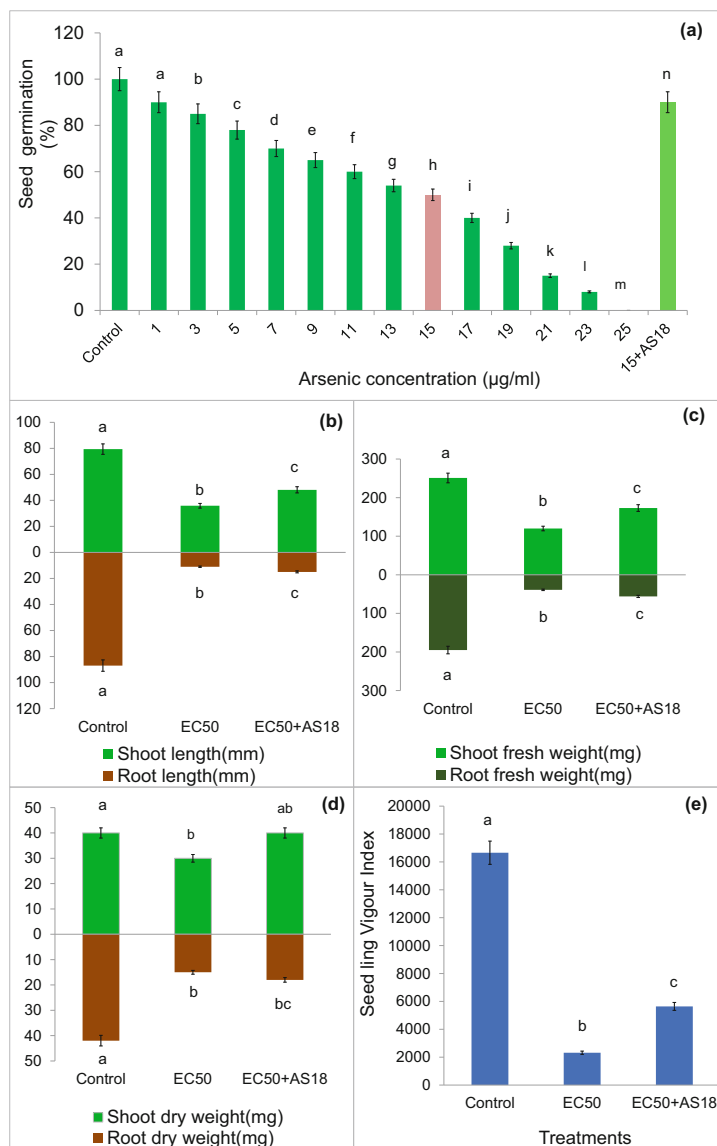 (a)
120
100
80
60
40
20
0
Seed germination
(%)
a
a
b
c
d
e
f
g
h
i
j
k
l
m
n
Control
1
3
5
7
9
11
13
15
17
19
21
23
25
15+AS18
Arsenic concentration (µg/ml)
(b)
100
80
60
40
20
0
20
40
60
80
100
120
a
b
c
b
c
a
Control
EC50
EC50+AS18
Shoot length(mm)
Root length(mm)
(c)
300
200
100
0
100
200
300
a
b
c
b
c
a
Control
EC50
EC50+AS18
Shoot fresh weight(mg)
Root fresh weight(mg)
(d)
50
40
30
20
10
0
10
20
30
40
50
a
b
ab
b
bc
a
Control
EC50
EC50+AS18
Shoot dry weight(mg)
Root dry weight(mg)
(e)
20000
18000
16000
14000
12000
10000
8000
6000
4000
2000
0
Seed ling Vigour Index
a
b
c
Control
EC50
EC50+AS18
Treatments